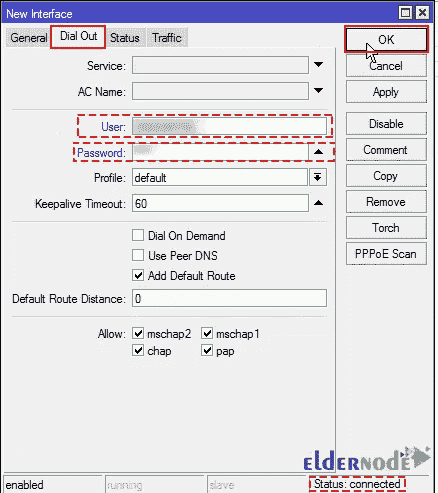 New Interface
General Dial Out Status Traffic
OK
Service:
Cancel
AC Name:
Apply
User:
Disable
Password:
Comment
Profile: default
Copy
Keepalive Timeout: 60
Remove
Dial On Demand
Torch
Use Peer DNS
PPPoE Scan
Add Default Route
Default Route Distance: 0
Allow: mschap2 mschap1
chap pap
ELDERNODE
enabled running slave Status: connected